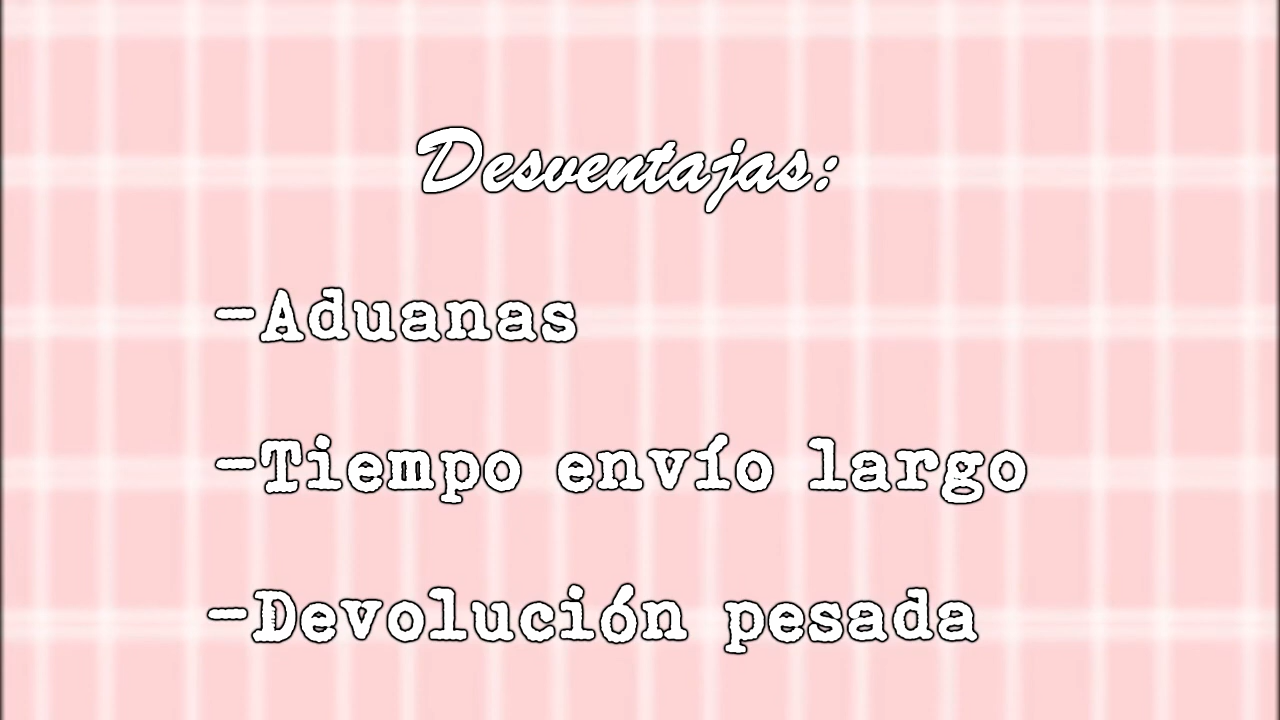 Desventajas:
-Aduanas
-Tiempo envío largo
-Devolución pesada